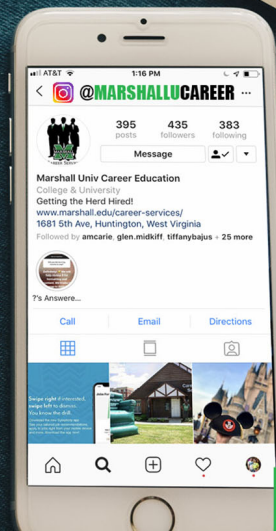 AT&T 1:16 PM
@MARSHALLUCAREER
395 435 383
posts followers following
Message
Marshall Univ Career Education
College & University
Getting the Herd Hired!
www.marshall.edu/career-services/
1681 5th Ave, Huntington, West Virginia
Followed by amcarie, glen.midkiff, tiffanybajus + 25 more
?'s Answere...
Call Email Directions
Swipe right if interested,
swipe left to dismiss.
You know the drill.